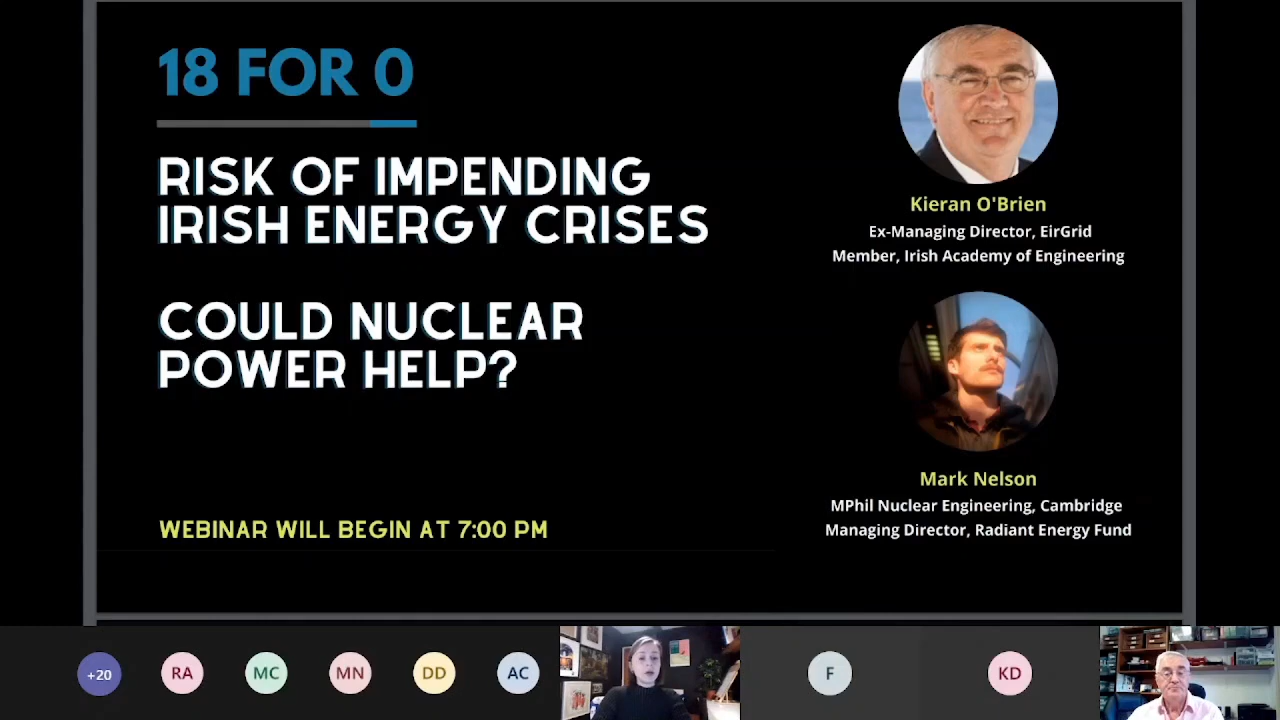 18 FOR 0
RISK OF IMPENDING
IRISH ENERGY CRISES
COULD NUCLEAR
POWER HELP?
WEBINAR WILL BEGIN AT 7:00 PM
Kieran O'Brien
Ex-Managing Director, EirGrid
Member, Irish Academy of Engineering
Mark Nelson
MPhil Nuclear Engineering, Cambridge
Managing Director, Radiant Energy Fund
+20
RA
MC
MN
DD
AC
F
KD